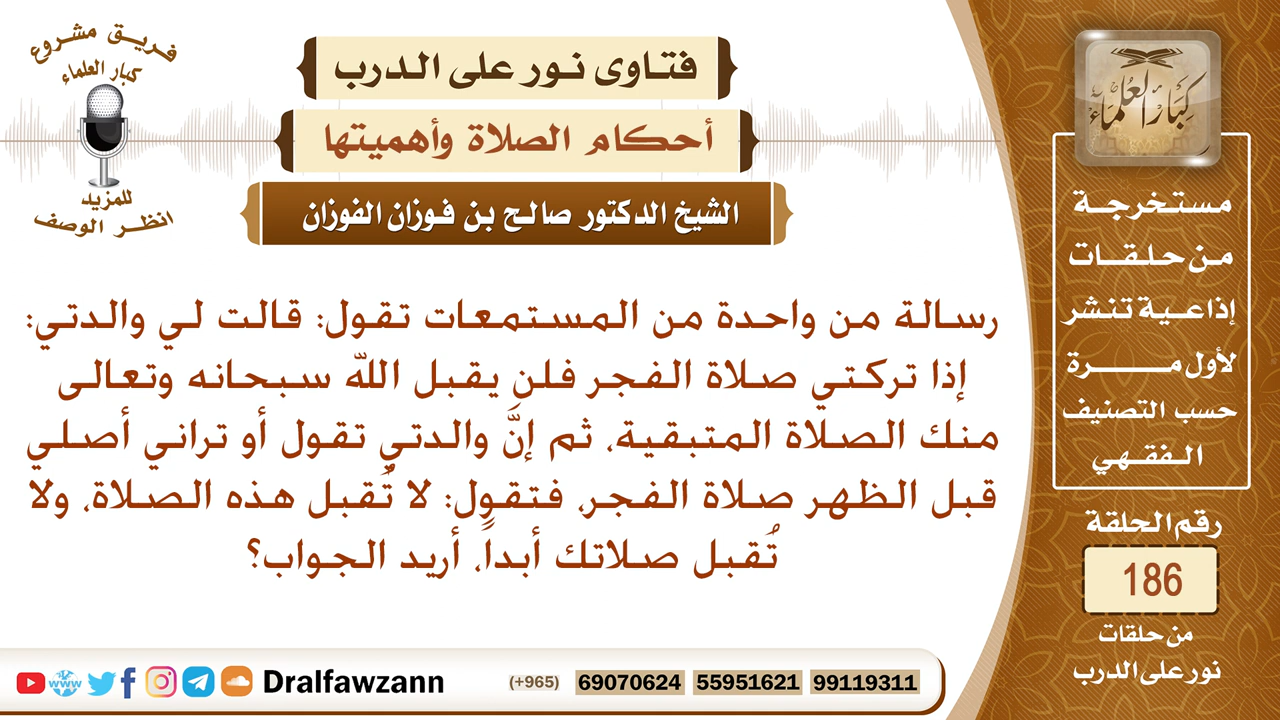 فريق مشروع
كبار العلماء
للمزيد
انظر الوصف
فتاوى نور على الدرب
أحكام الصلاة وأهميتها
الشيخ الدكتور صالح بن فوزان الفوزان
رسالة من واحدة من المستمعات تقول: قالت لي والدتي:
إذا تركتي صلاة الفجر فلن يقبل الله سبحانه وتعالى
منك الصلاة المتبقية، ثم إنَّ والدتي تقول أو تراني أصلي
قبل الظهر صلاة الفجر، فتقول: لا تُقبل هذه الصلاة، ولا
تُقبل صلاتك أبداً، أريد الجواب؟
كبار العلماء
مستخرجة
من حلقات
إذاعية تنشر
لأول مرة
حسب التصنيف
الفقهي
رقم الحلقة
186
من حلقات
نور على الدرب
www
Dralfawzann
(+965) 69070624 55951621 99119311